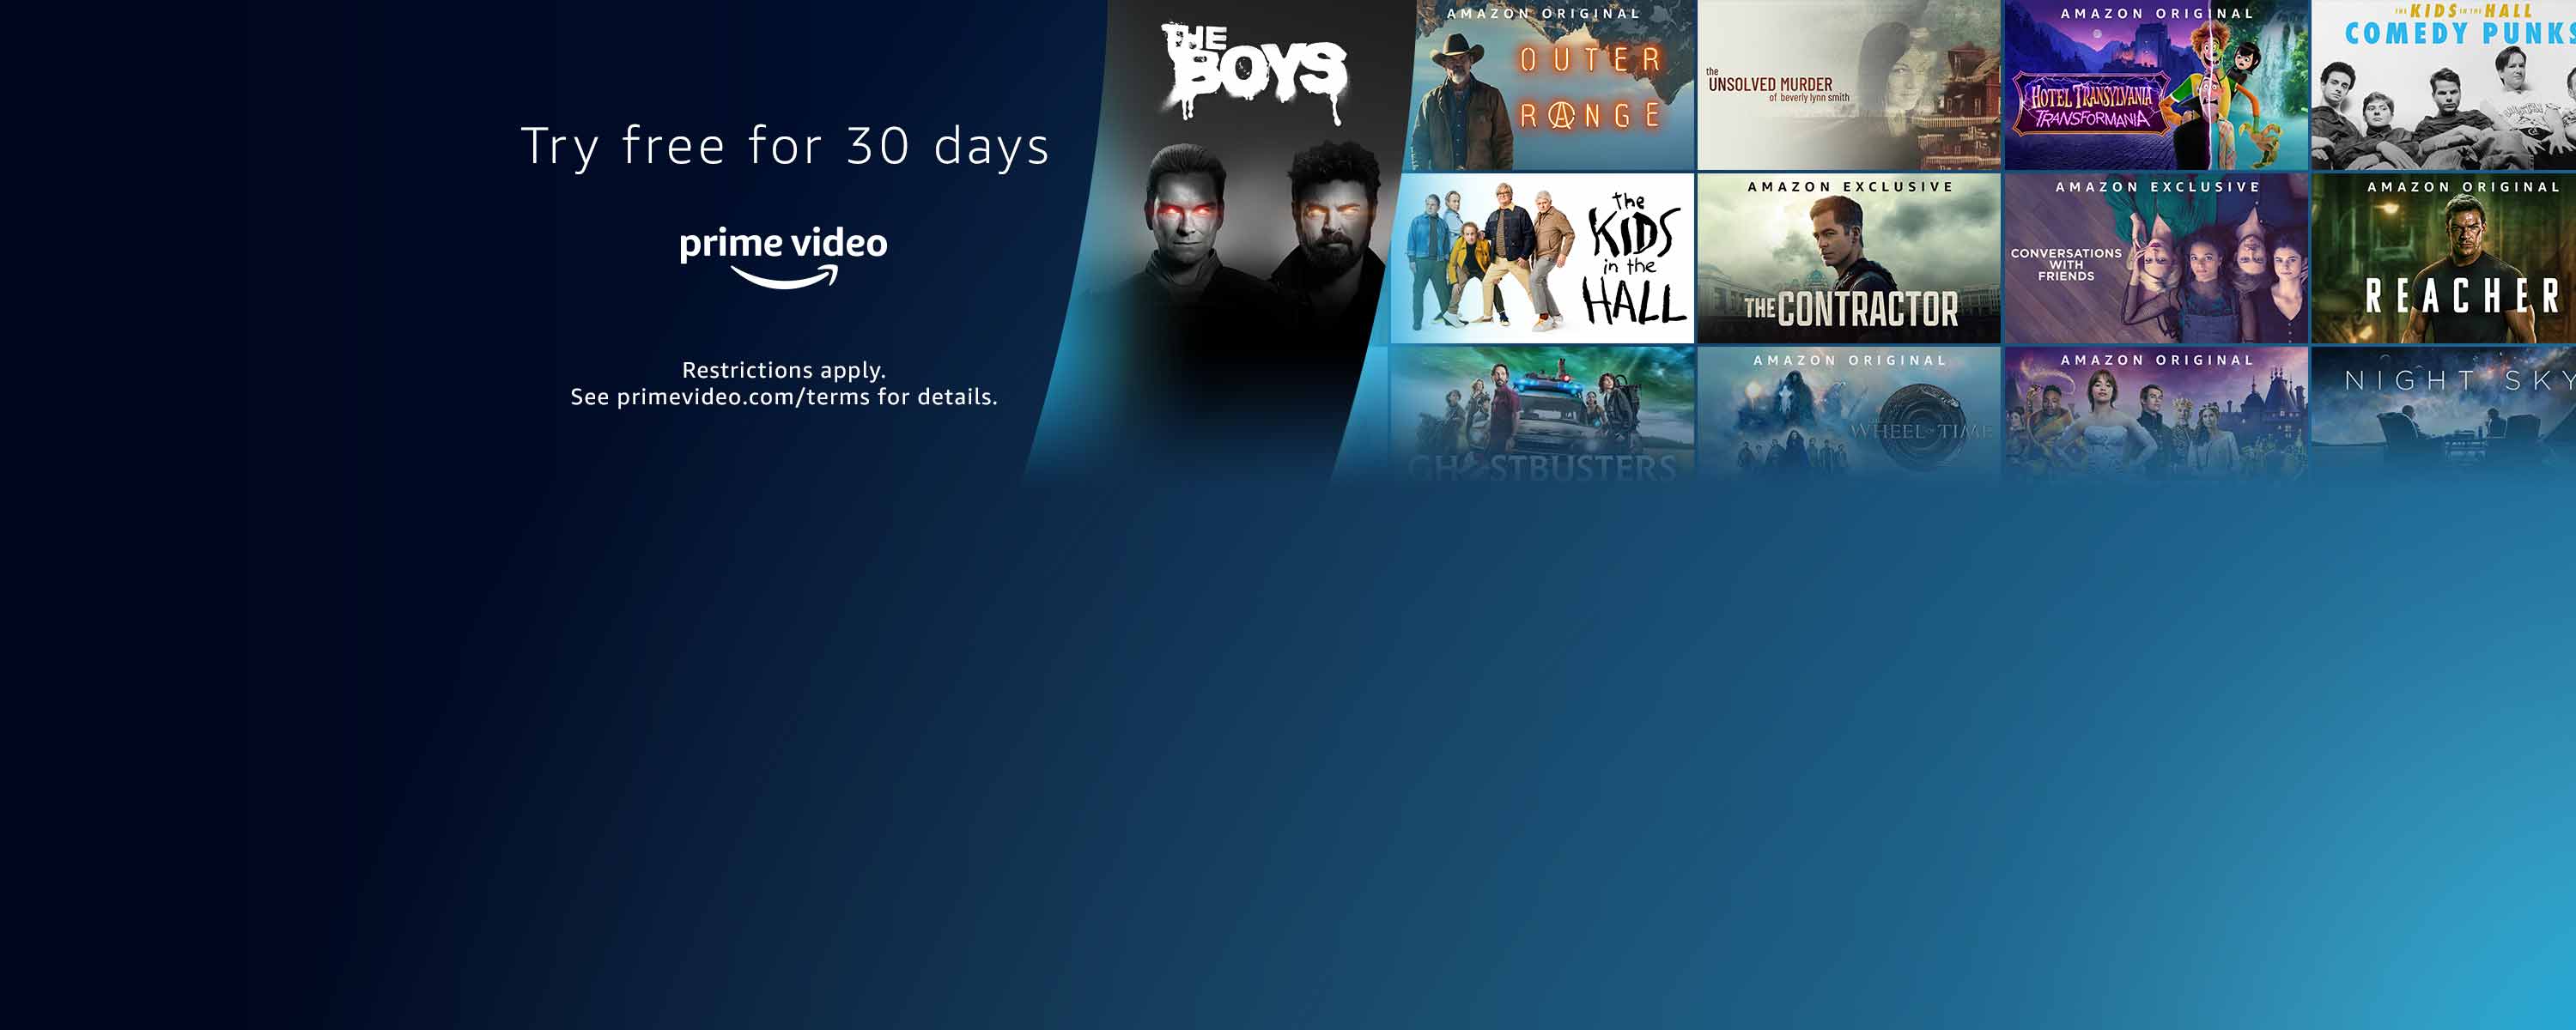 Try free for 30 days
prime video
Restrictions apply.
See primevideo.com/terms for details.
THE
BOYS
AMAZON ORIGINAL
OUTER
RANGE
the
UNSOLVED MURDER
of beverly lynn smith
AMAZON ORIGINAL
HOTEL TRANSYLVANIA
TRANSFORMANIA
THE KIDS IN THE HALL
COMEDY PUNKS
the
KIDS
in the
HALL
AMAZON EXCLUSIVE
THE CONTRACTOR
AMAZON EXCLUSIVE
CONVERSATIONS
WITH
FRIENDS
AMAZON ORIGINAL
REACHER
GHOSTBUSTERS
AMAZON ORIGINAL
WHEEL OF TIME
AMAZON ORIGINAL
NIGHT SKY